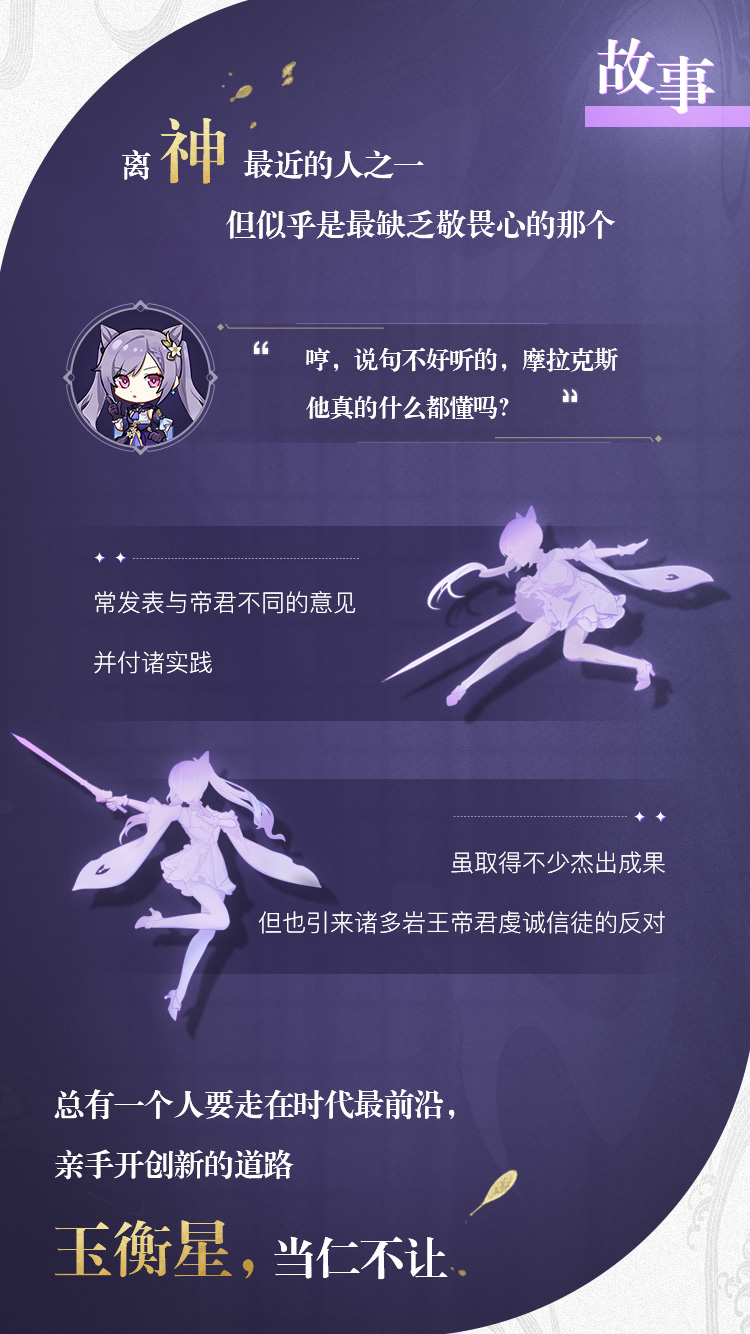 故事
离神最近的人之一
但似乎是最缺乏敬畏心的那个
“哼，说句不好听的，摩拉克斯
他真的什么都懂吗？”
常发表与帝君不同的意见
并付诸实践
虽取得不少杰出成果
但也引来诸多岩王帝君虔诚信徒的反对
总有一个人要走在时代最前沿，
亲手开创新的道路
玉衡星，当仁不让